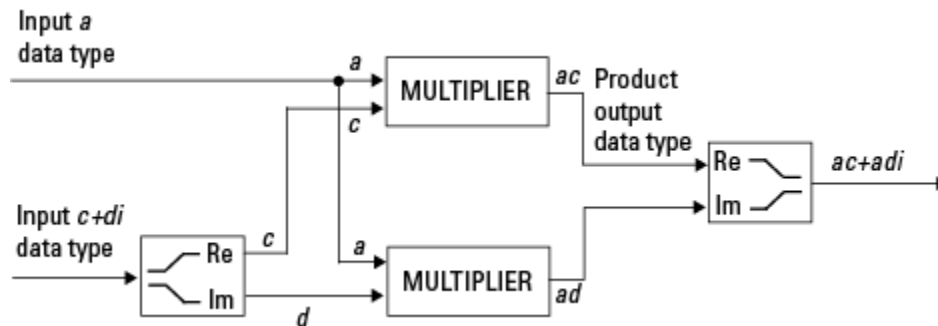 Input a
data type
a
MULTIPLIER
ac
Product
output
data type
c
Re
Im
ac+adi
Input c+di
data type
Re
Im
c
d
a
MULTIPLIER
ad